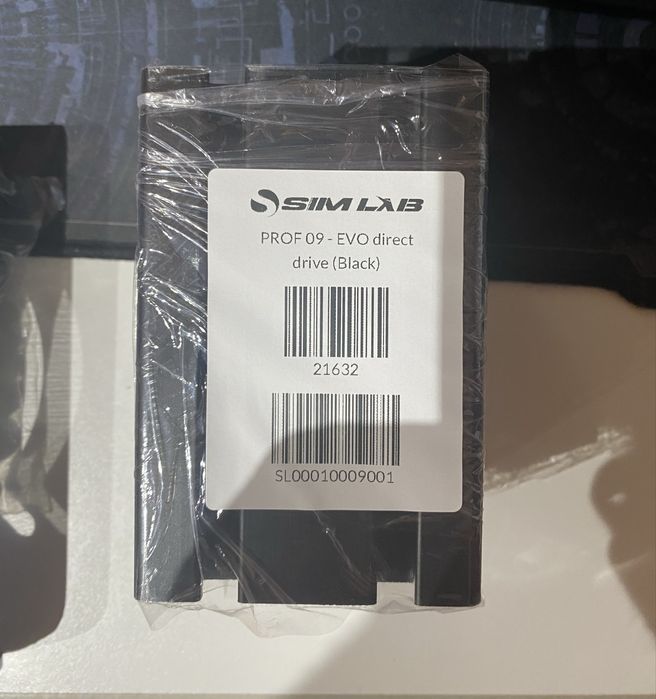 SIM LAB
PROF 09 - EVO direct
drive (Black)
21632
SL00010009001